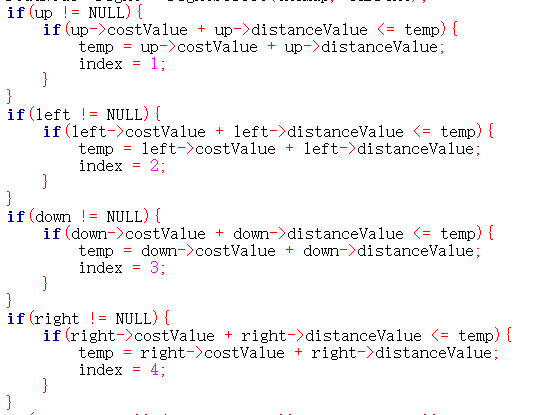 if(up != NULL){
    if(up->costValue + up->distanceValue <= temp){
        temp = up->costValue + up->distanceValue;
        index = 1;
    }
}
if(left != NULL){
    if(left->costValue + left->distanceValue <= temp){
        temp = left->costValue + left->distanceValue;
        index = 2;
    }
}
if(down != NULL){
    if(down->costValue + down->distanceValue <= temp){
        temp = down->costValue + down->distanceValue;
        index = 3;
    }
}
if(right != NULL){
    if(right->costValue + right->distanceValue <= temp){
        temp = right->costValue + right->distanceValue;
        index = 4;
    }
}